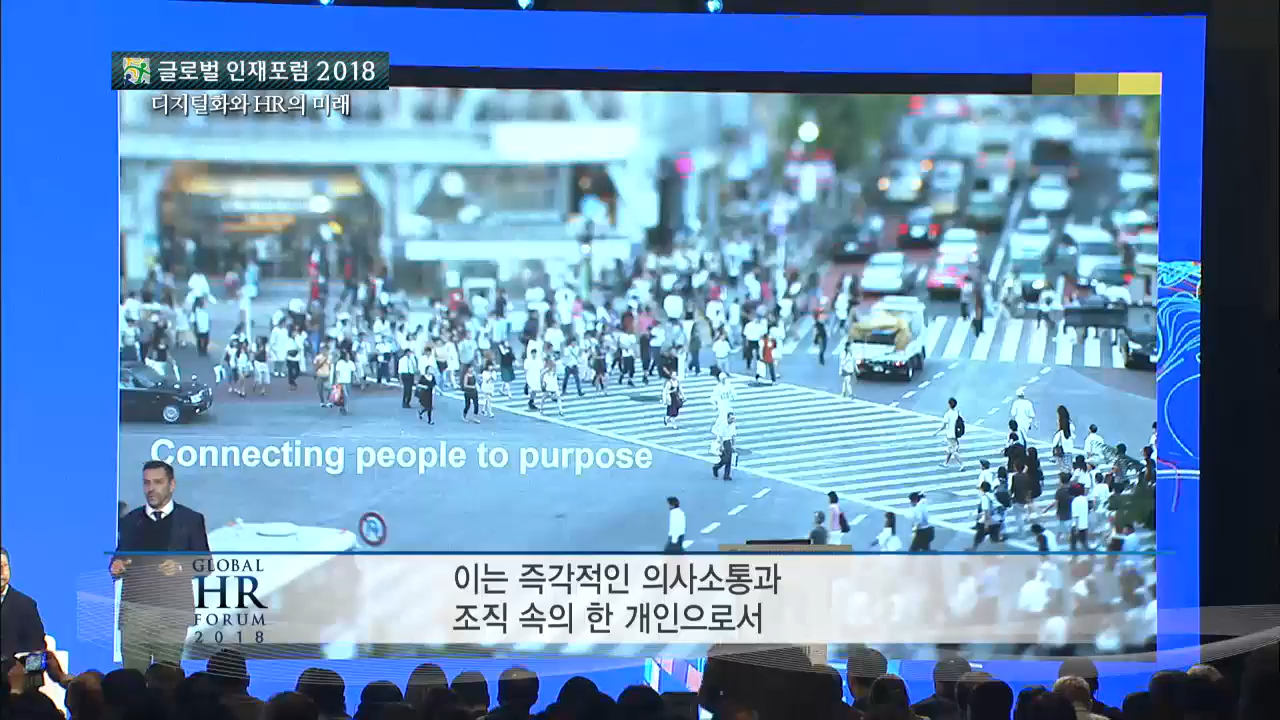 글로벌 인재포럼 2018
디지털화와 HR의 미래
Connecting people to purpose
GLOBAL
HR
FORUM
2018
이는 즉각적인 의사소통과
조직 속의 한 개인으로서